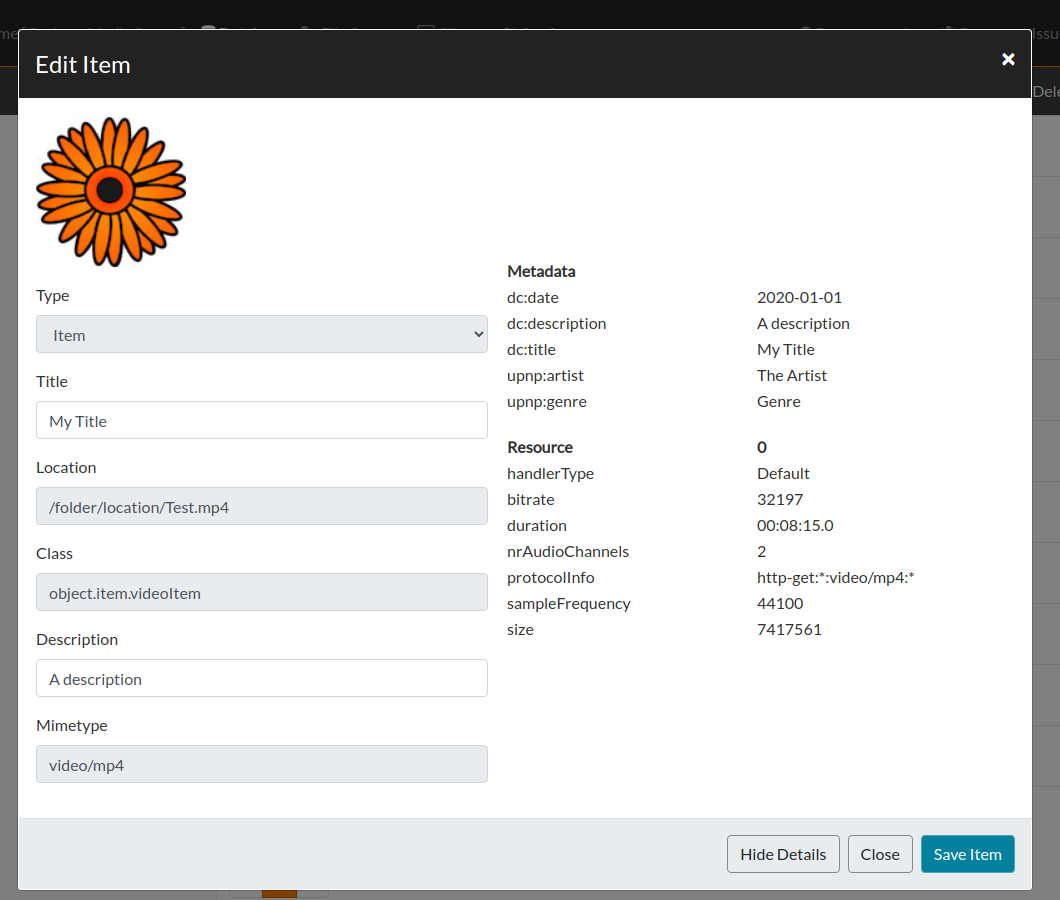 Edit Item
×
Type
Item
Title
My Title
Location
/folder/location/Test.mp4
Class
object.item.videoItem
Description
A description
Mimetype
video/mp4
Metadata
dc:date 2020-01-01
dc:description A description
dc:title My Title
upnp:artist The Artist
upnp:genre Genre
Resource 0
handlerType Default
bitrate 32197
duration 00:08:15.0
nrAudioChannels 2
protocolInfo http-get:*:video/mp4:*
sampleFrequency 44100
size 7417561
Hide Details Close Save Item